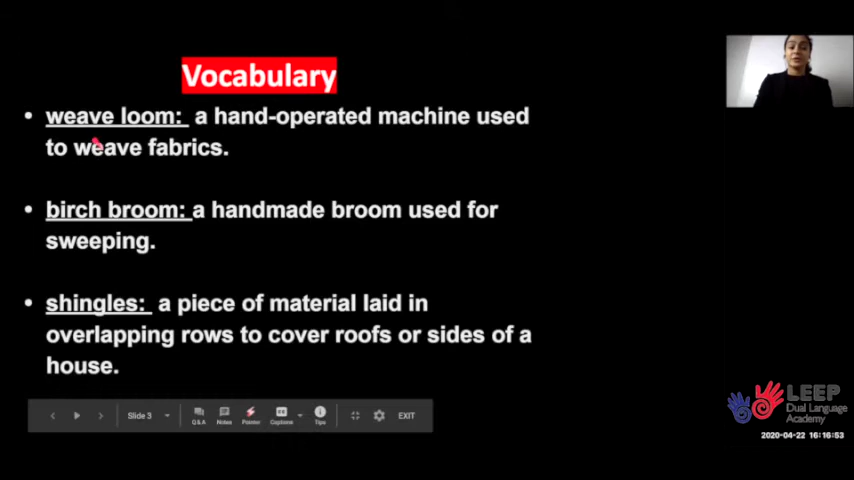 Vocabulary
• weave loom: a hand-operated machine used
to weave fabrics.
• birch broom: a handmade broom used for
sweeping.
• shingles: a piece of material laid in
overlapping rows to cover roofs or sides of a
house.
Slide 3
Q&A Notes Pointer Captions Tips
EXIT
LEEP
Dual Language
Academy
2020-04-22 16:16:53